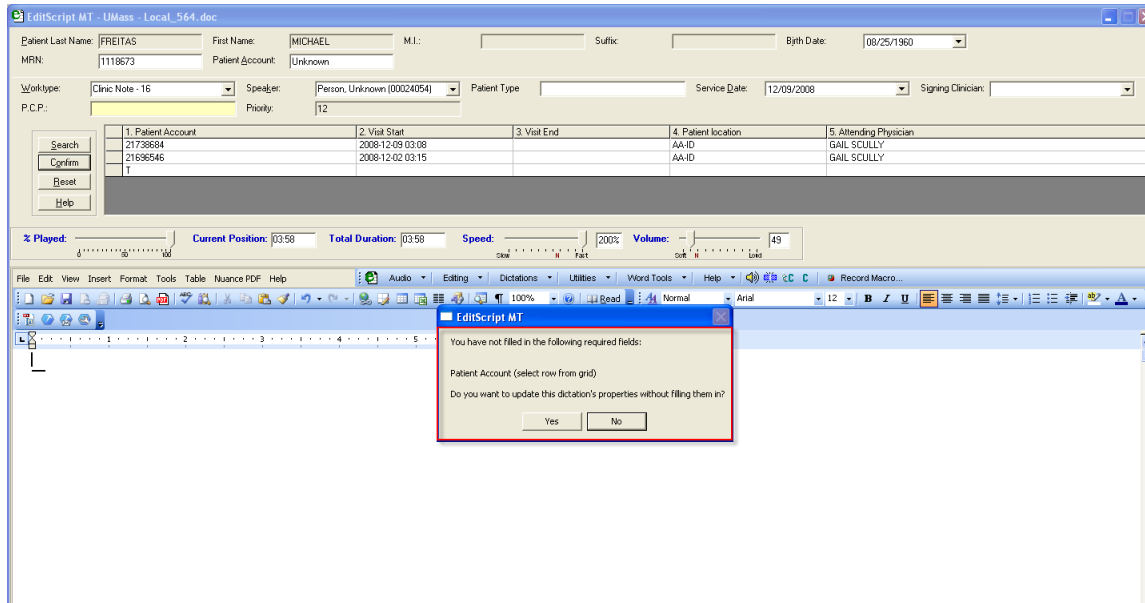 EditScript MT - UMass - Local_564.doc
Patient Last Name: FREITAS First Name: MICHAEL M.I.: Suffix: Birth Date: 08/25/1960
MRN: 1118673 Patient Account: Unknown
Worktype: Clinic Note - 16 Speaker: Person, Unknown (00024054) Patient Type Service Date: 12/09/2008 Signing Clinician:
P.C.P.: Priority: 12
1. Patient Account 2. Visit Start 3. Visit End 4. Patient location 5. Attending Physician
Search 21738684 2008-12-09 03:08 AA-ID GAIL SCULLY
Confirm 21696546 2008-12-02 03:15 AA-ID GAIL SCULLY
T
Reset
Help
% Played: 0 50 100 Current Position: 03:58 Total Duration: 03:58 Speed: Slow N Fast 200% Volume: Soft N Loud 49
File Edit View Insert Format Tools Table Nuance PDF Help Audio Editing Dictations Utilities Word Tools Help Record Macro...
100% Read Normal Arial 12 B I U
1 2 3 4 5
EditScript MT
You have not filled in the following required fields:
Patient Account (select row from grid)
Do you want to update this dictation's properties without filling them in?
Yes No